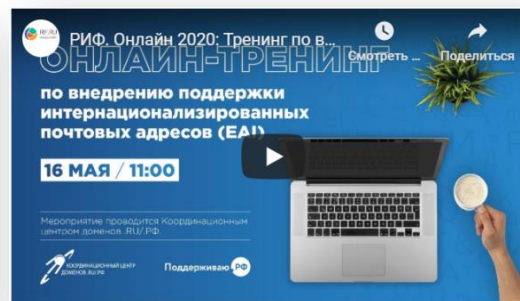 РИФ. Онлайн 2020: Тренинг по в...
Смотреть ...
Поделиться
ОНЛАЙН-ТРЕНИНГ
по внедрению поддержки
интернационализированных
почтовых адресов (EAI)
16 МАЯ / 11:00
Мероприятие проводится Координационным
центром доменов .RU/.РФ.
КООРДИНАЦИОННЫЙ ЦЕНТР
ДОМЕНОВ .RU/.РФ
Поддерживаю.РФ